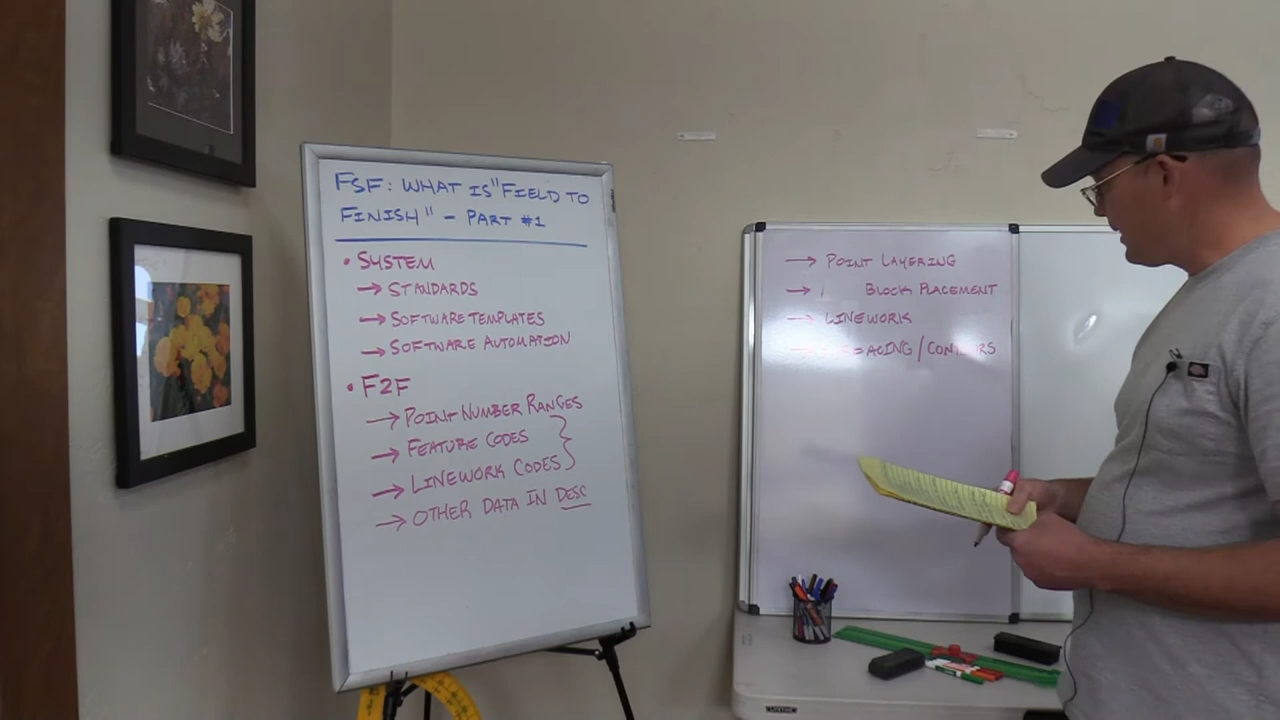 FSF: WHAT IS "FIELD TO
FINISH" - PART #1
• SYSTEM
→ STANDARDS
→ SOFTWARE TEMPLATES
→ SOFTWARE AUTOMATION
• F2F
→ POINT NUMBER RANGES
→ FEATURE CODES
→ LINEWORK CODES
→ OTHER DATA IN DESC
→ POINT LAYERING
→ BLOCK PLACEMENT
→ LINEWORK